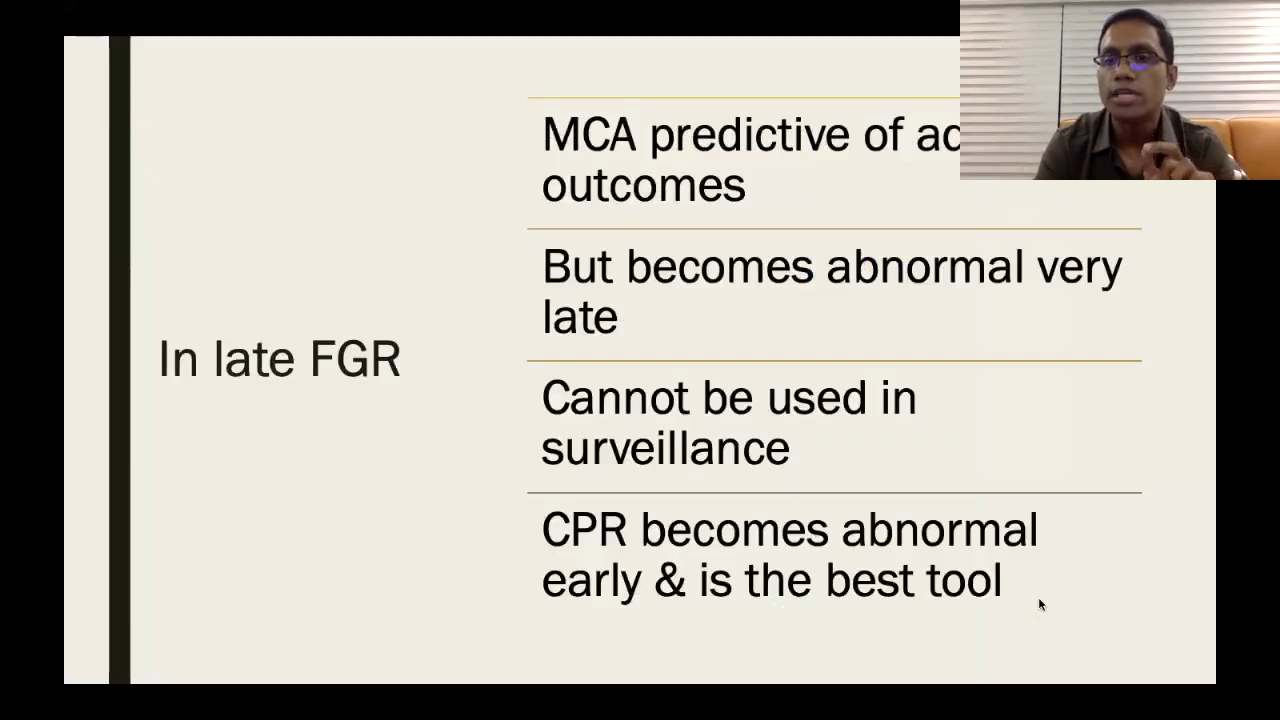 In late FGR
MCA predictive of
outcomes
But becomes abnormal very
late
Cannot be used in
surveillance
CPR becomes abnormal
early & is the best tool